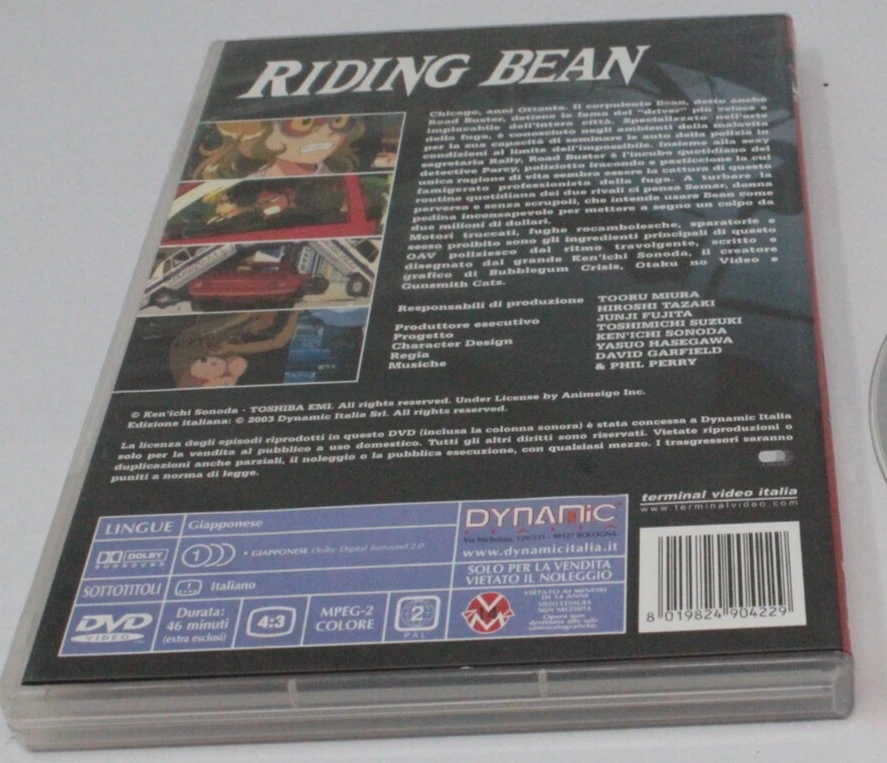 RIDING BEAN
Chicago, anni Ottanta. Il corpulento Bean, detto anche
Road Buster, detiene la fama del "driver" più veloce e
implacabile dell'intera città. Specializzato nell'arte
della fuga, è conosciuto negli ambienti della malavita
per la sua capacità di seminare le auto della polizia in
condizioni al limite dell'impossibile. Insieme alla sexy
segretaria Rally, Road Buster è l'incubo quotidiano del
detective Percy, poliziotto iracondo e pasticcione la cui
unica ragione di vita sembra essere la cattura di questo
famigerato professionista della fuga. A turbare la
routine quotidiana dei due rivali ci pensa Semar, donna
perversa e senza scrupoli, che intende usare Bean come
pedina inconsapevole per mettere a segno un colpo da
due milioni di dollari.
Motori truccati, fughe rocambolesche, sparatorie e
sesso proibito sono gli ingredienti principali di questo
OAV poliziesco dal ritmo travolgente, scritto e
disegnato dal grande Ken'ichi Sonoda, il creatore
grafico di Bubblegum Crisis, Otaku no Video e
Gunsmith Cats.
Responsabili di produzione TOORU MIURA
HIROSHI TAZAKI
Produttore esecutivo JUNJI FUJITA
Progetto TOSHIMICHI SUZUKI
Character Design KEN'ICHI SONODA
Regia YASUO HASEGAWA
Musiche DAVID GARFIELD
& PHIL PERRY
© Ken'ichi Sonoda - TOSHIBA EMI. All rights reserved. Under License by Animeigo Inc.
Edizione italiana: © 2003 Dynamic Italia Srl. All rights reserved.
La licenza degli episodi riprodotti in questo DVD (inclusa la colonna sonora) è stata concessa a Dynamic Italia
solo per la vendita al pubblico a uso domestico. Tutti gli altri diritti sono riservati. Vietate riproduzioni o
duplicazioni anche parziali, il noleggio o la pubblica esecuzione, con qualsiasi mezzo. I trasgressori saranno
puniti a norma di legge.
terminal video italia
www.terminalvideo.com
LINGUE Giapponese
DOLBY
SURROUND
1 • GIAPPONESE Dolby Digital Surround 2.0
SOTTOTITOLI 1 Italiano
DVD
VIDEO
Durata:
46 minuti
(extra esclusi)
4:3
MPEG-2
COLORE
2
PAL
DYNAMIC
ITALIA
40127 BOLOGNA
www.dynamicitalia.it
SOLO PER LA VENDITA
VIETATO IL NOLEGGIO
VIETATO AI MINORI
DI 14 ANNI
VISTO CENSURA
NON NECESSITA
8 019824 904229